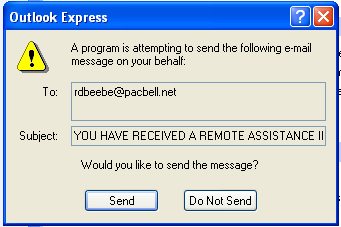 Outlook Express
A program is attempting to send the following e-mail
message on your behalf:
To:
rdbeebe@pacbell.net
Subject:
YOU HAVE RECEIVED A REMOTE ASSISTANCE
Would you like to send the message?
Send
Do Not Send